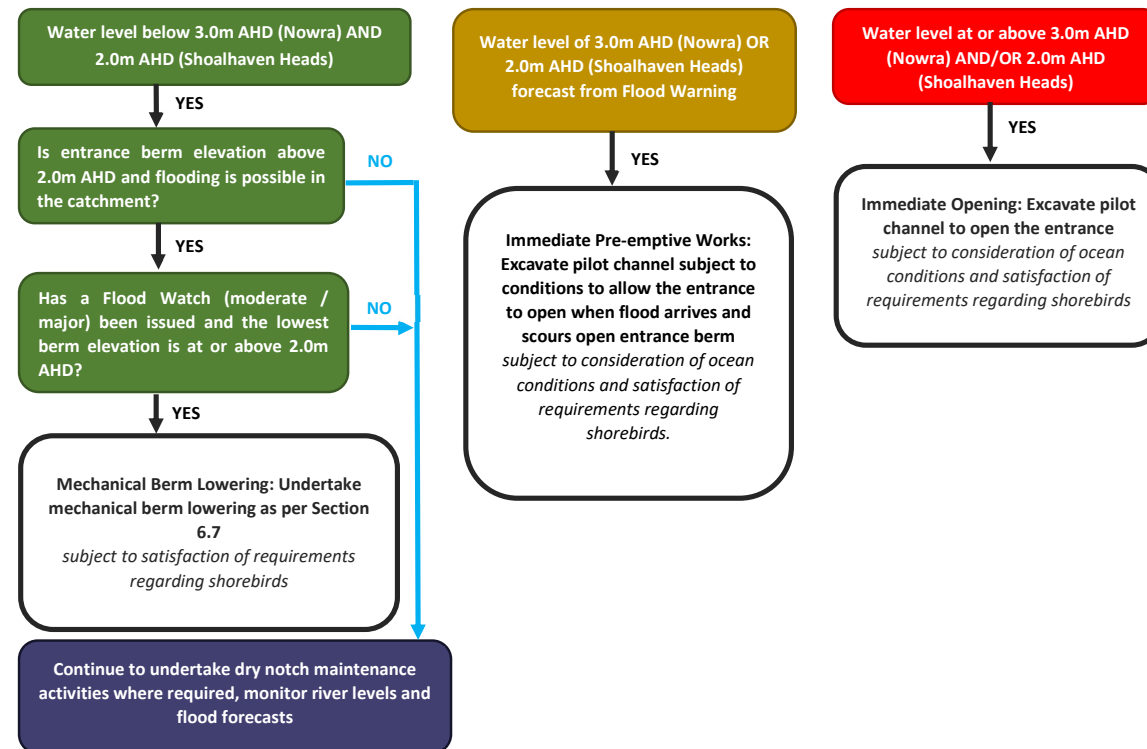 Water level below 3.0m AHD (Nowra) AND
2.0m AHD (Shoalhaven Heads)
YES
Is entrance berm elevation above
2.0m AHD and flooding is possible in
the catchment?
NO
YES
Has a Flood Watch (moderate /
major) been issued and the lowest
berm elevation is at or above 2.0m
AHD?
NO
YES
Mechanical Berm Lowering: Undertake
mechanical berm lowering as per Section
6.7
subject to satisfaction of requirements
regarding shorebirds
Continue to undertake dry notch maintenance
activities where required, monitor river levels and
flood forecasts
Water level of 3.0m AHD (Nowra) OR
2.0m AHD (Shoalhaven Heads)
forecast from Flood Warning
YES
Immediate Pre-emptive Works:
Excavate pilot channel subject to
conditions to allow the entrance
to open when flood arrives and
scours open entrance berm
subject to consideration of ocean
conditions and satisfaction of
requirements regarding
shorebirds.
Water level at or above 3.0m AHD
(Nowra) AND/OR 2.0m AHD
(Shoalhaven Heads)
YES
Immediate Opening: Excavate pilot
channel to open the entrance
subject to consideration of ocean
conditions and satisfaction of
requirements regarding shorebirds